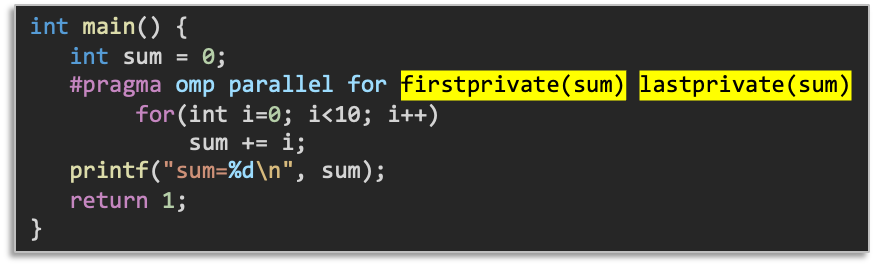 int main() {
int sum = 0;
#pragma omp parallel for firstprivate(sum) lastprivate(sum)
for(int i=0; i<10; i++)
sum += i;
printf("sum=%d\n", sum);
return 1;
}